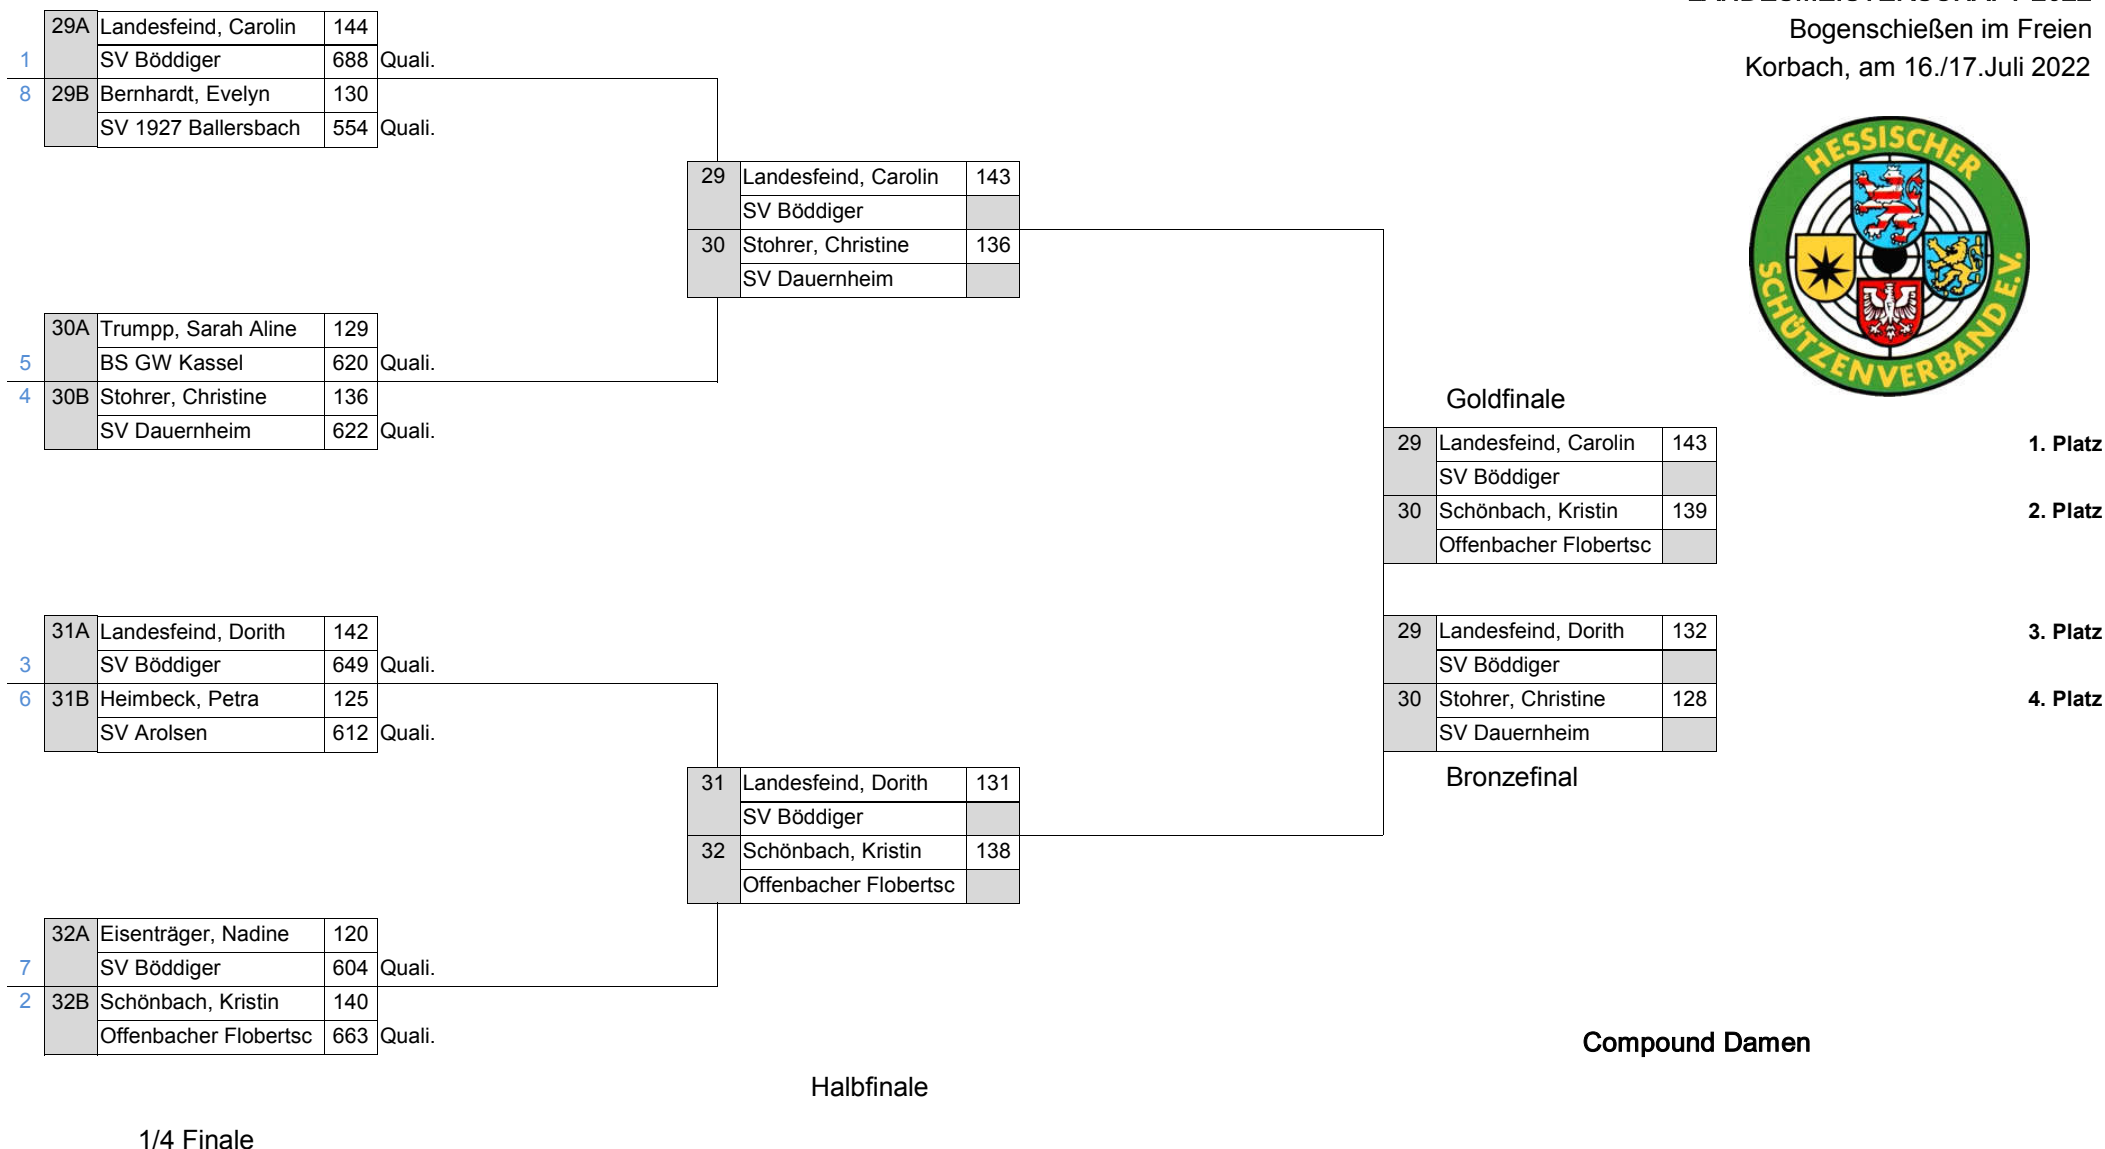 Bogenschießen im Freien
Korbach, am 16./17.Juli 2022
HESSISCHER SCHÜTZENVERBAND E.V.
29A Landesfeind, Carolin 144
1 SV Böddiger 688 Quali.
8 29B Bernhardt, Evelyn 130
SV 1927 Ballersbach 554 Quali.
30A Trumpp, Sarah Aline 129
5 BS GW Kassel 620 Quali.
4 30B Stohrer, Christine 136
SV Dauernheim 622 Quali.
31A Landesfeind, Dorith 142
3 SV Böddiger 649 Quali.
6 31B Heimbeck, Petra 125
SV Arolsen 612 Quali.
32A Eisenträger, Nadine 120
7 SV Böddiger 604 Quali.
2 32B Schönbach, Kristin 140
Offenbacher Flobertsc 663 Quali.
1/4 Finale
29 Landesfeind, Carolin 143
SV Böddiger
30 Stohrer, Christine 136
SV Dauernheim
31 Landesfeind, Dorith 131
SV Böddiger
32 Schönbach, Kristin 138
Offenbacher Flobertsc
Halbfinale
Goldfinale
29 Landesfeind, Carolin 143 1. Platz
SV Böddiger
30 Schönbach, Kristin 139 2. Platz
Offenbacher Flobertsc
29 Landesfeind, Dorith 132 3. Platz
SV Böddiger
30 Stohrer, Christine 128 4. Platz
SV Dauernheim
Bronzefinal
Compound Damen